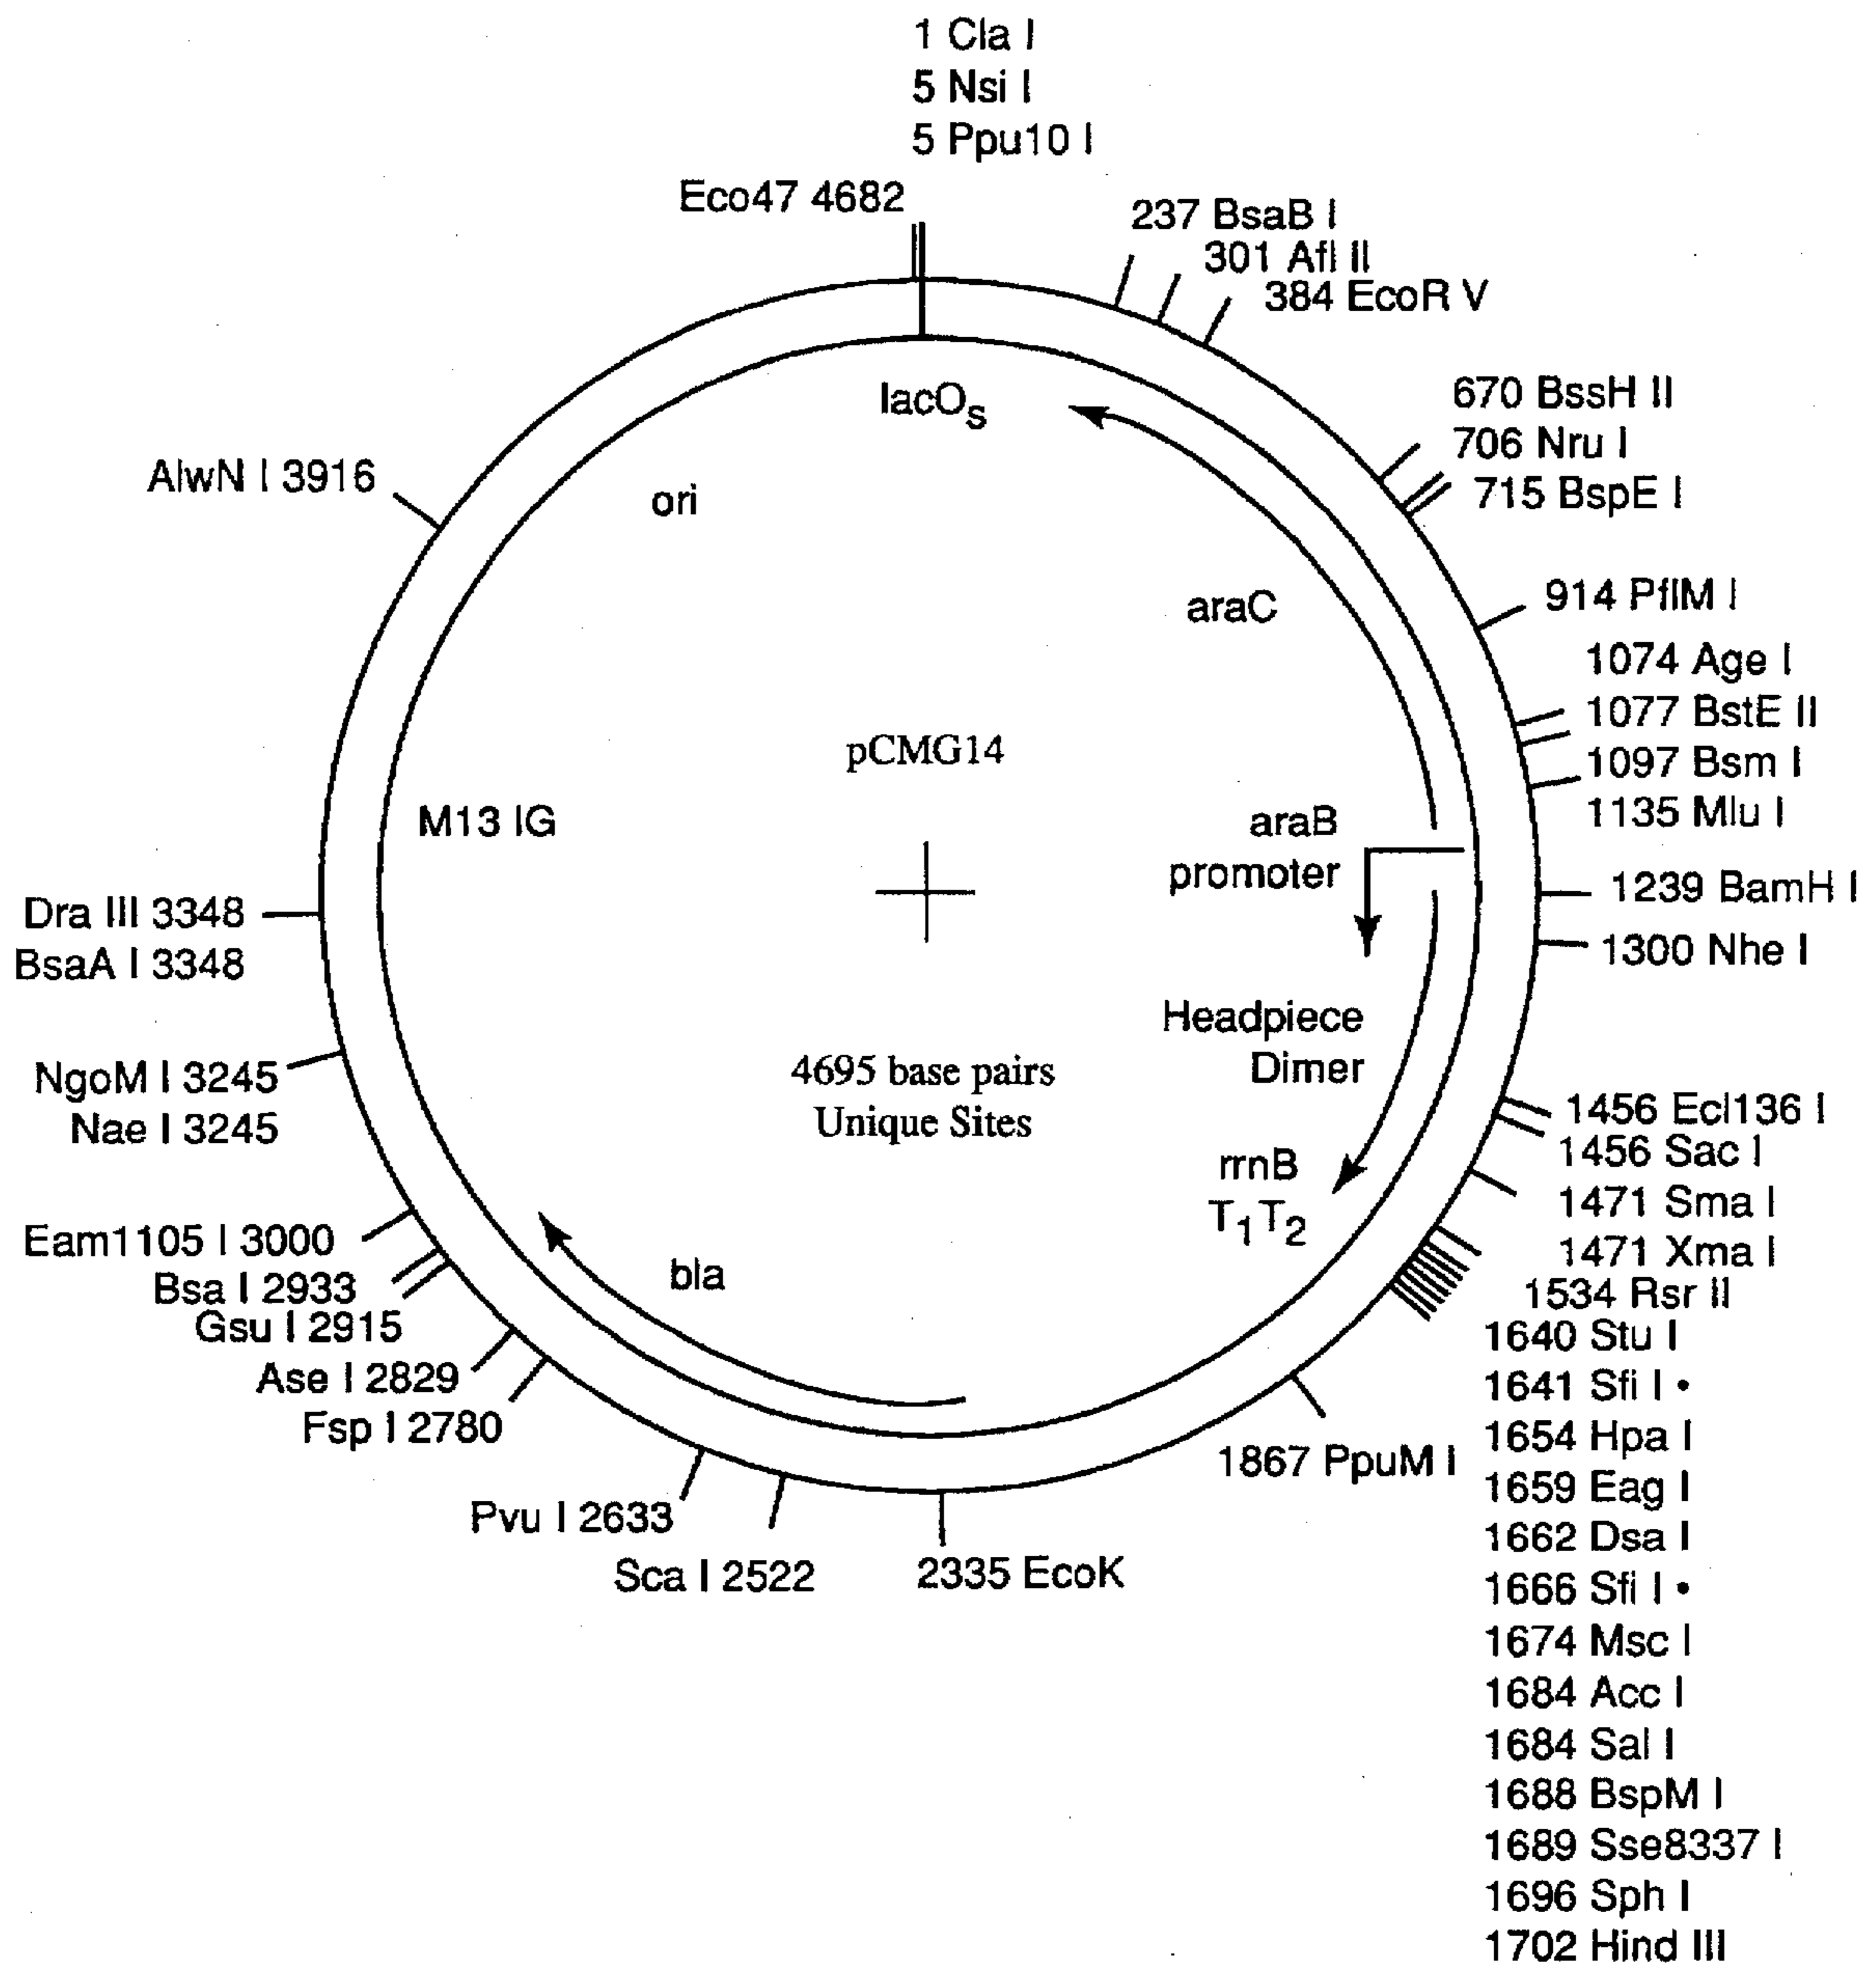 1 Cla I
5 Nsi I
5 Ppu10 I
Eco47 4682
237 BsaB I
301 Afl II
384 EcoR V
670 BssH II
706 Nru I
715 BspE I
914 PflM I
1074 Age I
1077 BstE II
1097 Bsm I
1135 Mlu I
1239 BamH I
1300 Nhe I
1456 Ecl136 I
1456 Sac I
1471 Sma I
1471 Xma I
1534 Rsr II
1640 Stu I
1641 Sfi I •
1654 Hpa I
1659 Eag I
1662 Dsa I
1666 Sfi I •
1674 Msc I
1684 Acc I
1684 Sal I
1688 BspM I
1689 Sse8337 I
1696 Sph I
1702 Hind III
1867 PpuM I
2335 EcoK
Sca I 2522
Pvu I 2633
Fsp I 2780
Ase I 2829
Gsu I 2915
Bsa I 2933
Eam1105 I 3000
Nae I 3245
NgoM I 3245
BsaA I 3348
Dra III 3348
AlwN I 3916
lacOs
ori
araC
pCMG14
M13 IG
araB
promoter
Headpiece
Dimer
4695 base pairs
Unique Sites
rrnB
T1T2
bla